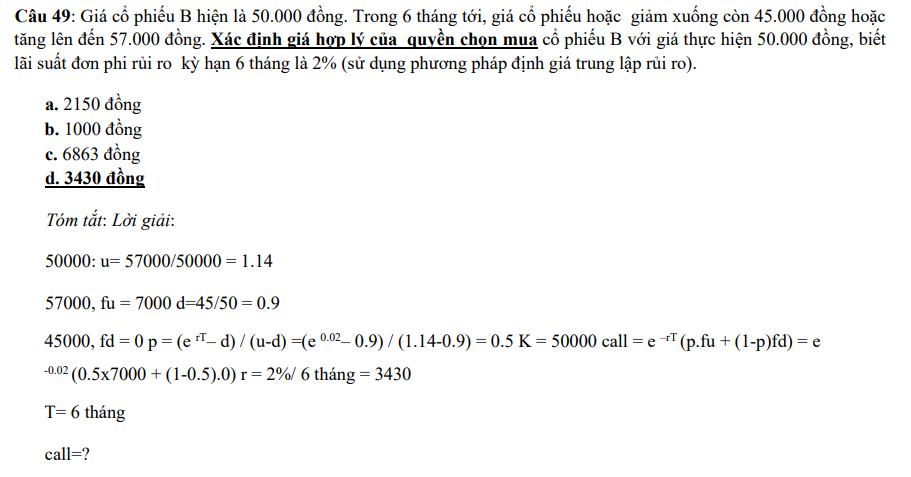 Câu 49: Giá cổ phiếu B hiện là 50.000 đồng. Trong 6 tháng tới, giá cổ phiếu hoặc giảm xuống còn 45.000 đồng hoặc
tăng lên đến 57.000 đồng. Xác định giá hợp lý của quyền chọn mua cổ phiếu B với giá thực hiện 50.000 đồng, biết
lãi suất đơn phi rủi ro kỳ hạn 6 tháng là 2% (sử dụng phương pháp định giá trung lập rủi ro).
a. 2150 đồng
b. 1000 đồng
c. 6863 đồng
d. 3430 đồng
Tóm tắt: Lời giải:
50000: u= 57000/50000 = 1.14
57000, fu = 7000 d=45/50 = 0.9
45000, fd = 0 p = (e rT– d) / (u-d) =(e 0.02– 0.9) / (1.14-0.9) = 0.5 K = 50000 call = e –rT (p.fu + (1-p)fd) = e
-0.02 (0.5x7000 + (1-0.5).0) r = 2%/ 6 tháng = 3430
T= 6 tháng
call=?